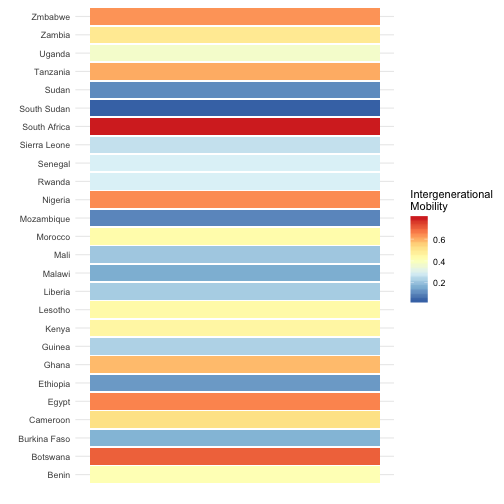 Zmbabwe
Zambia
Uganda
Tanzania
Sudan
South Sudan
South Africa
Sierra Leone
Senegal
Rwanda
Nigeria
Mozambique
Morocco
Mali
Malawi
Liberia
Lesotho
Kenya
Guinea
Ghana
Ethiopia
Egypt
Cameroon
Burkina Faso
Botswana
Benin
Intergenerational
Mobility
0.6
0.4
0.2